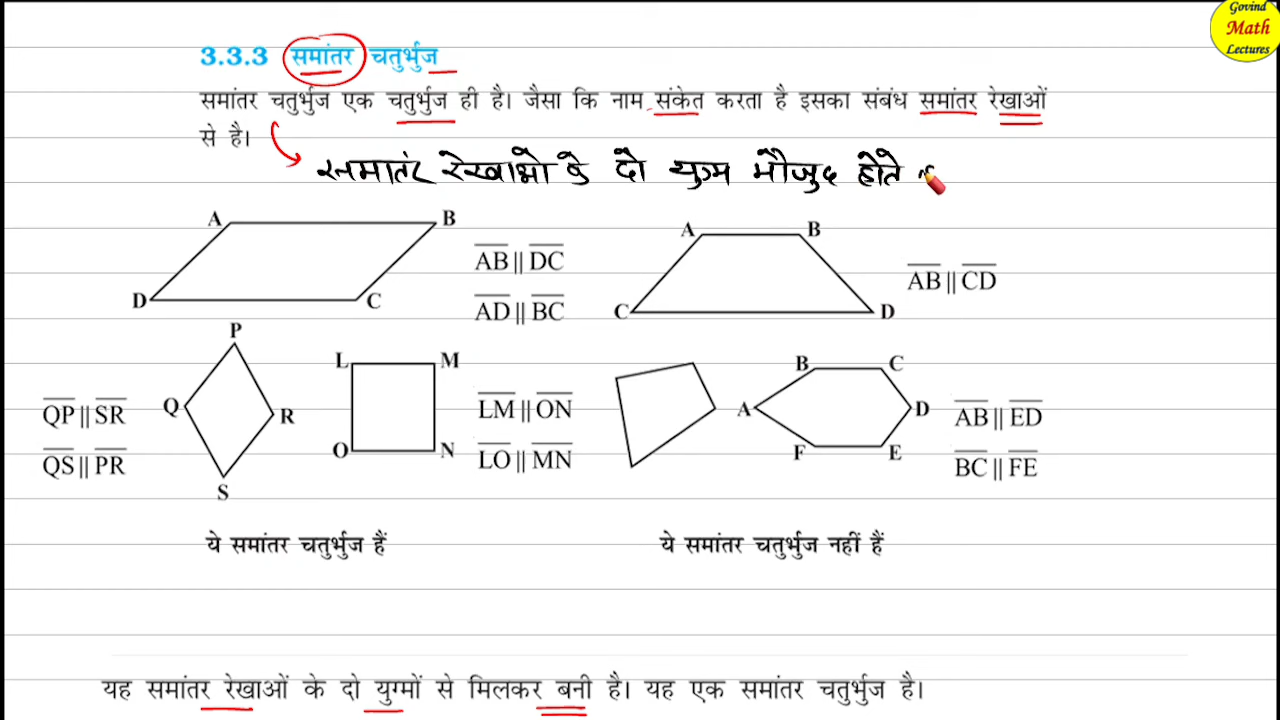 Govind
Math
Lectures
3.3.3 समांतर चतुर्भुज
समांतर चतुर्भुज एक चतुर्भुज ही है। जैसा कि नाम संकेत करता है इसका संबंध समांतर रेखाओं
से है।
समातंर रेखाओ के दो युग्म मौजुद होते
A B
D C
AB || DC
AD || BC
A B
C D
AB || CD
P
Q R
S
QP || SR
QS || PR
L M
O N
LM || ON
LO || MN
B C
A D
F E
AB || ED
BC || FE
ये समांतर चतुर्भुज हैं
ये समांतर चतुर्भुज नहीं हैं
यह समांतर रेखाओं के दो युग्मों से मिलकर बनी है। यह एक समांतर चतुर्भुज है।